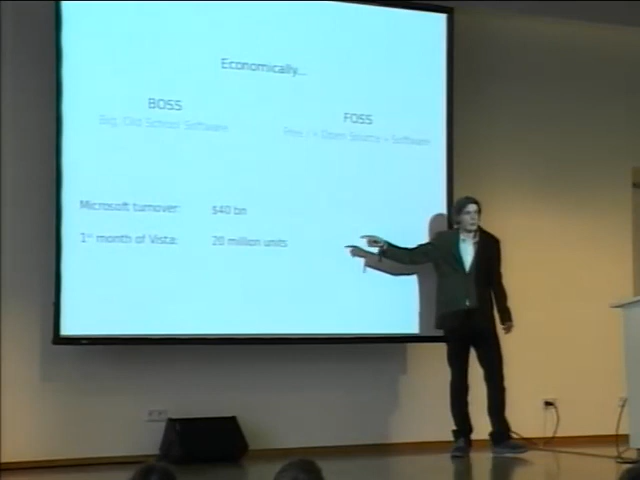 Economically...
BOSS
Big, Old School Software
FOSS
Free / + Open Source + Software
Microsoft turnover: $40 bn
1st month of Vista: 20 million units